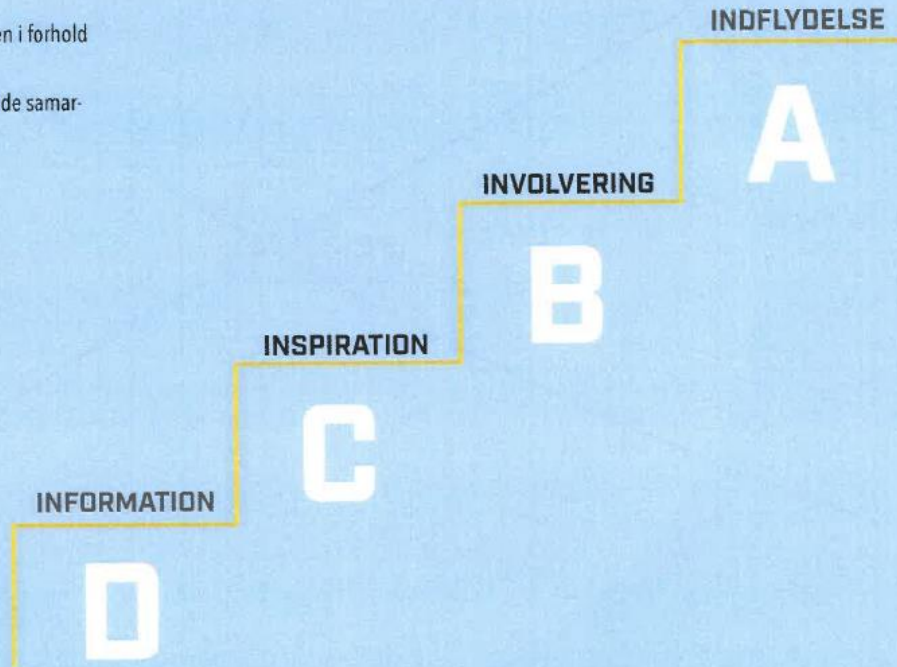 en i forhold
de samar-
INDFLYDELSE
A
INVOLVERING
B
INSPIRATION
C
INFORMATION
D